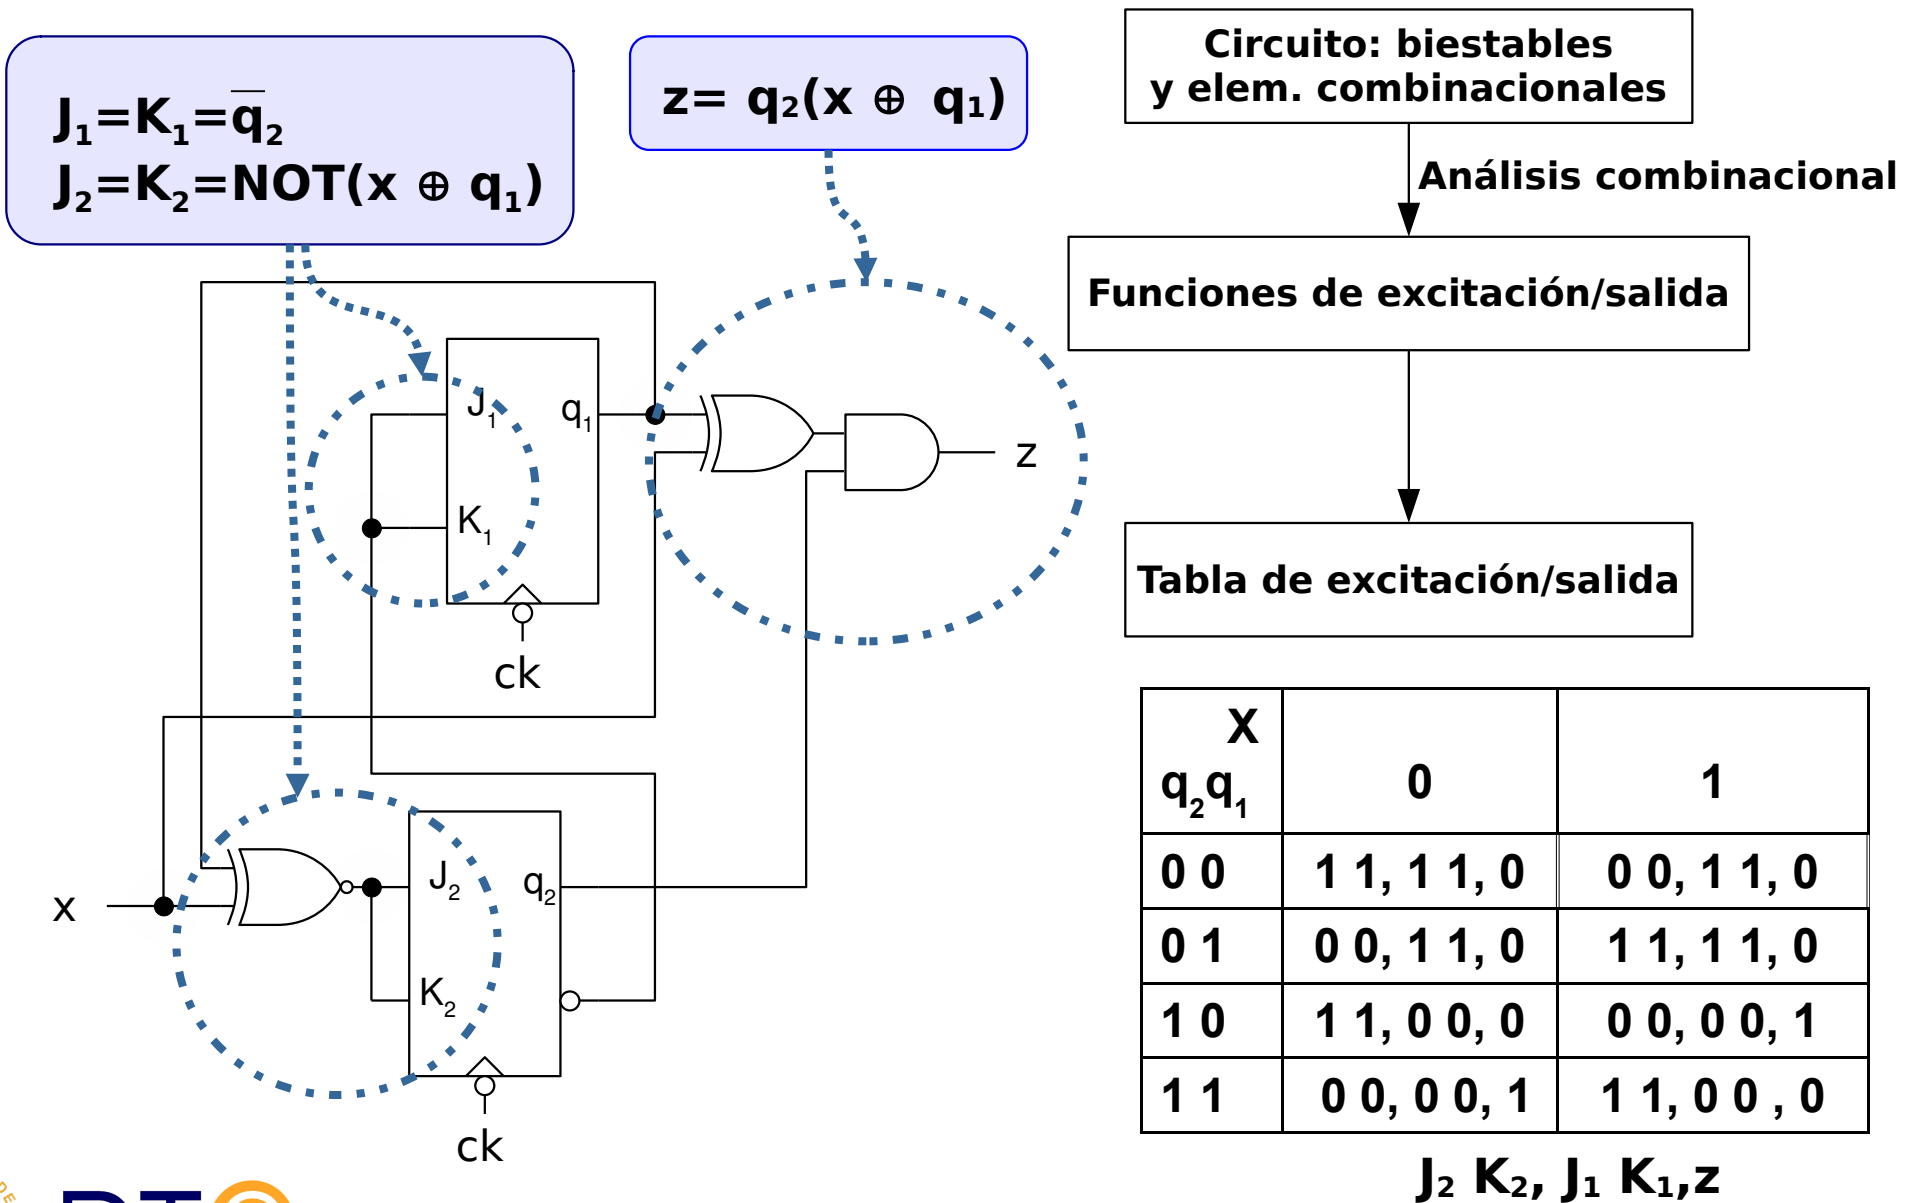 J₁=K₁=q̅₂
J₂=K₂=NOT(x ⊕ q₁)
z= q₂(x ⊕ q₁)
Circuito: biestables
y elem. combinacionales
Análisis combinacional
Funciones de excitación/salida
Tabla de excitación/salida
J₁
q₁
K₁
ck
z
x
J₂
q₂
K₂
ck
X
q₂q₁ 0 1
0 0 1 1, 1 1, 0 0 0, 1 1, 0
0 1 0 0, 1 1, 0 1 1, 1 1, 0
1 0 1 1, 0 0, 0 0 0, 0 0, 1
1 1 0 0, 0 0, 1 1 1, 0 0 , 0
J₂ K₂, J₁ K₁,z